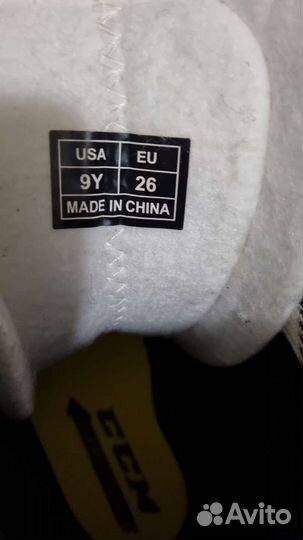 USA EU
9Y 26
MADE IN CHINA
CCM
Avito